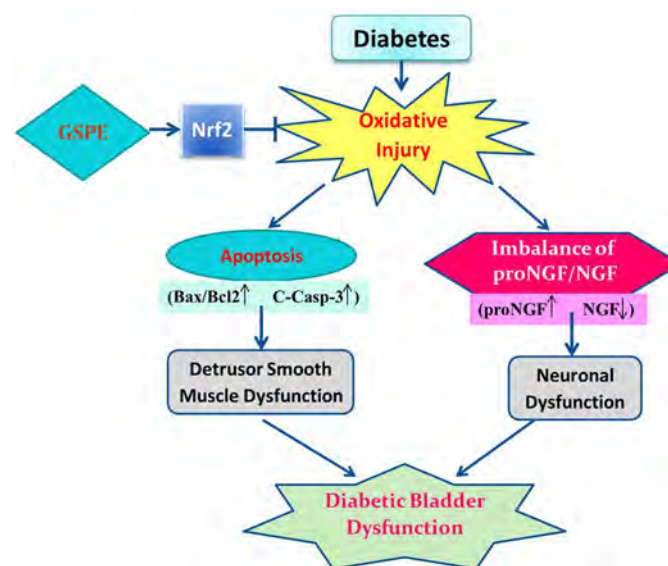 Diabetes
GSPE
Nrf2
Oxidative
Injury
Apoptosis
(Bax/Bcl2↑ C-Casp-3↑)
Imbalance of
proNGF/NGF
(proNGF↑ NGF↓)
Detrusor Smooth
Muscle Dysfunction
Neuronal
Dysfunction
Diabetic Bladder
Dysfunction